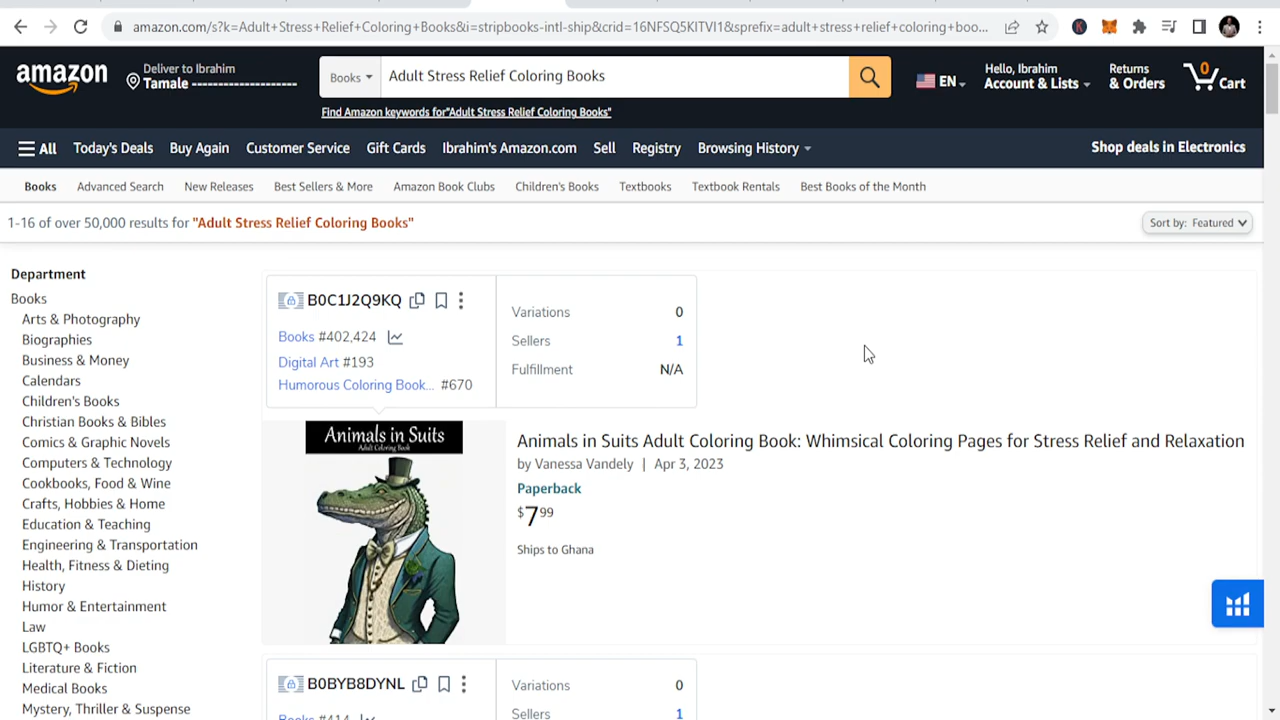 amazon.com/s?k=Adult+Stress+Relief+Coloring+Books&i=stripbooks-intl-ship&crid=16NFSQ5KITVI1&sprefix=adult+stress+relief+coloring+boo...
amazon
Deliver to Ibrahim
Tamale ------------------
Books
Adult Stress Relief Coloring Books
Find Amazon keywords for"Adult Stress Relief Coloring Books"
EN
Hello, Ibrahim
Account & Lists
Returns
& Orders
0
Cart
All
Today's Deals
Buy Again
Customer Service
Gift Cards
Ibrahim's Amazon.com
Sell
Registry
Browsing History
Shop deals in Electronics
Books
Advanced Search
New Releases
Best Sellers & More
Amazon Book Clubs
Children's Books
Textbooks
Textbook Rentals
Best Books of the Month
1-16 of over 50,000 results for "Adult Stress Relief Coloring Books"
Sort by: Featured
Department
Books
Arts & Photography
Biographies
Business & Money
Calendars
Children's Books
Christian Books & Bibles
Comics & Graphic Novels
Computers & Technology
Cookbooks, Food & Wine
Crafts, Hobbies & Home
Education & Teaching
Engineering & Transportation
Health, Fitness & Dieting
History
Humor & Entertainment
Law
LGBTQ+ Books
Literature & Fiction
Medical Books
Mystery, Thriller & Suspense
B0C1J2Q9KQ
Books #402,424
Digital Art #193
Humorous Coloring Book... #670
Variations 0
Sellers 1
Fulfillment N/A
Animals in Suits
Adult Coloring Book
Animals in Suits Adult Coloring Book: Whimsical Coloring Pages for Stress Relief and Relaxation
by Vanessa Vandely | Apr 3, 2023
Paperback
$7 99
Ships to Ghana
B0BYB8DYNL
Books #414
Variations 0
Sellers 1